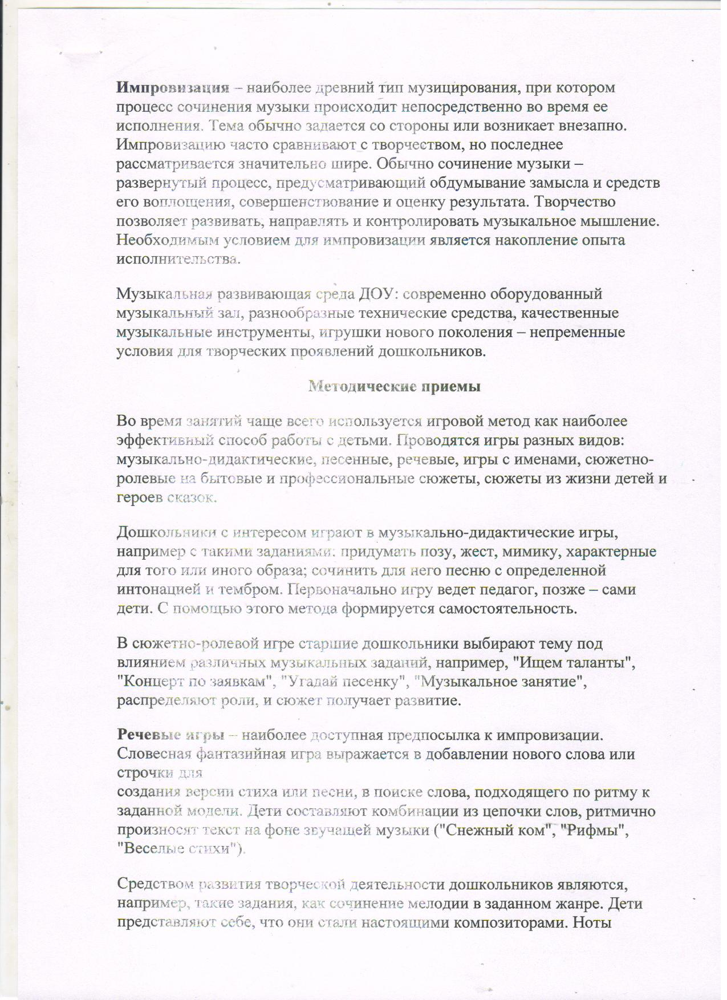 Импровизация – наиболее древний тип музицирования, при котором
процесс сочинения музыки происходит непосредственно во время ее
исполнения. Тема обычно задается со стороны или возникает внезапно.
Импровизацию часто сравнивают с творчеством, но последнее
рассматривается значительно шире. Обычно сочинение музыки –
развернутый процесс, предусматривающий обдумывание замысла и средств
его воплощения, совершенствование и оценку результата. Творчество
позволяет развивать, направлять и контролировать музыкальное мышление.
Необходимым условием для импровизации является накопление опыта
исполнительства.
Музыкальная развивающая среда ДОУ: современно оборудованный
музыкальный зал, разнообразные технические средства, качественные
музыкальные инструменты, игрушки нового поколения – непременные
условия для творческих проявлений дошкольников.
Методические приемы
Во время занятий чаще всего используется игровой метод как наиболее
эффективный способ работы с детьми. Проводятся игры разных видов:
музыкально-дидактические, песенные, речевые, игры с именами, сюжетно-
ролевые на бытовые и профессиональные сюжеты, сюжеты из жизни детей и
героев сказок.
Дошкольники с интересом играют в музыкально-дидактические игры,
например с такими заданиями: придумать позу, жест, мимику, характерные
для того или иного образа; сочинить для него песню с определенной
интонацией и тембром. Первоначально игру ведет педагог, позже – сами
дети. С помощью этого метода формируется самостоятельность.
В сюжетно-ролевой игре старшие дошкольники выбирают тему под
влиянием различных музыкальных заданий, например, "Ищем таланты",
"Концерт по заявкам", "Угадай песенку", "Музыкальное занятие",
распределяют роли, и сюжет получает развитие.
Речевые игры – наиболее доступная предпосылка к импровизации.
Словесная фантазийная игра выражается в добавлении нового слова или
строчки для
создания версии стиха или песни, в поиске слова, подходящего по ритму к
заданной модели. Дети составляют комбинации из цепочки слов, ритмично
произносят текст на фоне звучащей музыки ("Снежный ком", "Рифмы",
"Веселые стихи").
Средством развития творческой деятельности дошкольников являются,
например, такие задания, как сочинение мелодии в заданном жанре. Дети
представляют себе, что они стали настоящими композиторами. Ноты